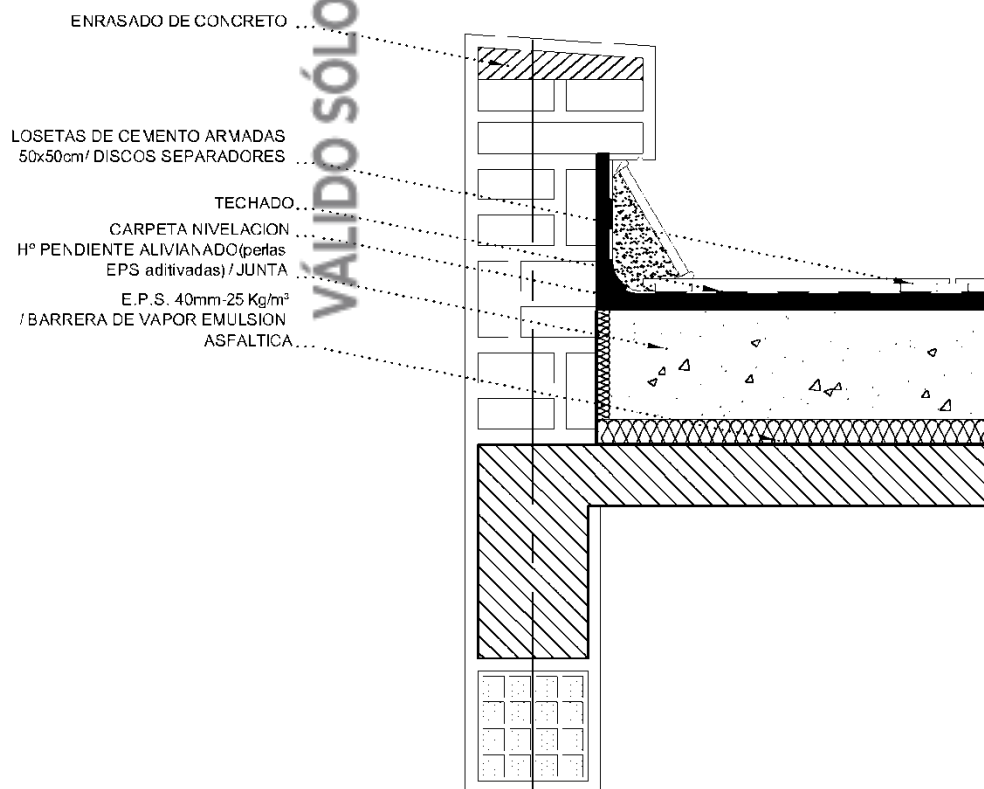 ENRASADO DE CONCRETO
VÁLIDO SÓLO
LOSETAS DE CEMENTO ARMADAS
50x50cm/ DISCOS SEPARADORES
TECHADO
CARPETA NIVELACION
Hº PENDIENTE ALIVIANADO(perlas
EPS aditivadas) / JUNTA
E.P.S. 40mm-25 Kg/m³
/ BARRERA DE VAPOR EMULSION
ASFALTICA